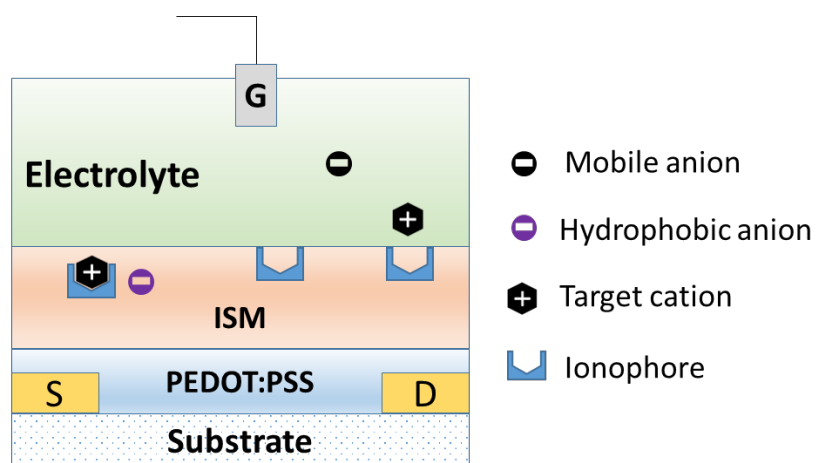 G
Electrolyte
ISM
PEDOT:PSS
S
D
Substrate
Mobile anion
Hydrophobic anion
Target cation
Ionophore